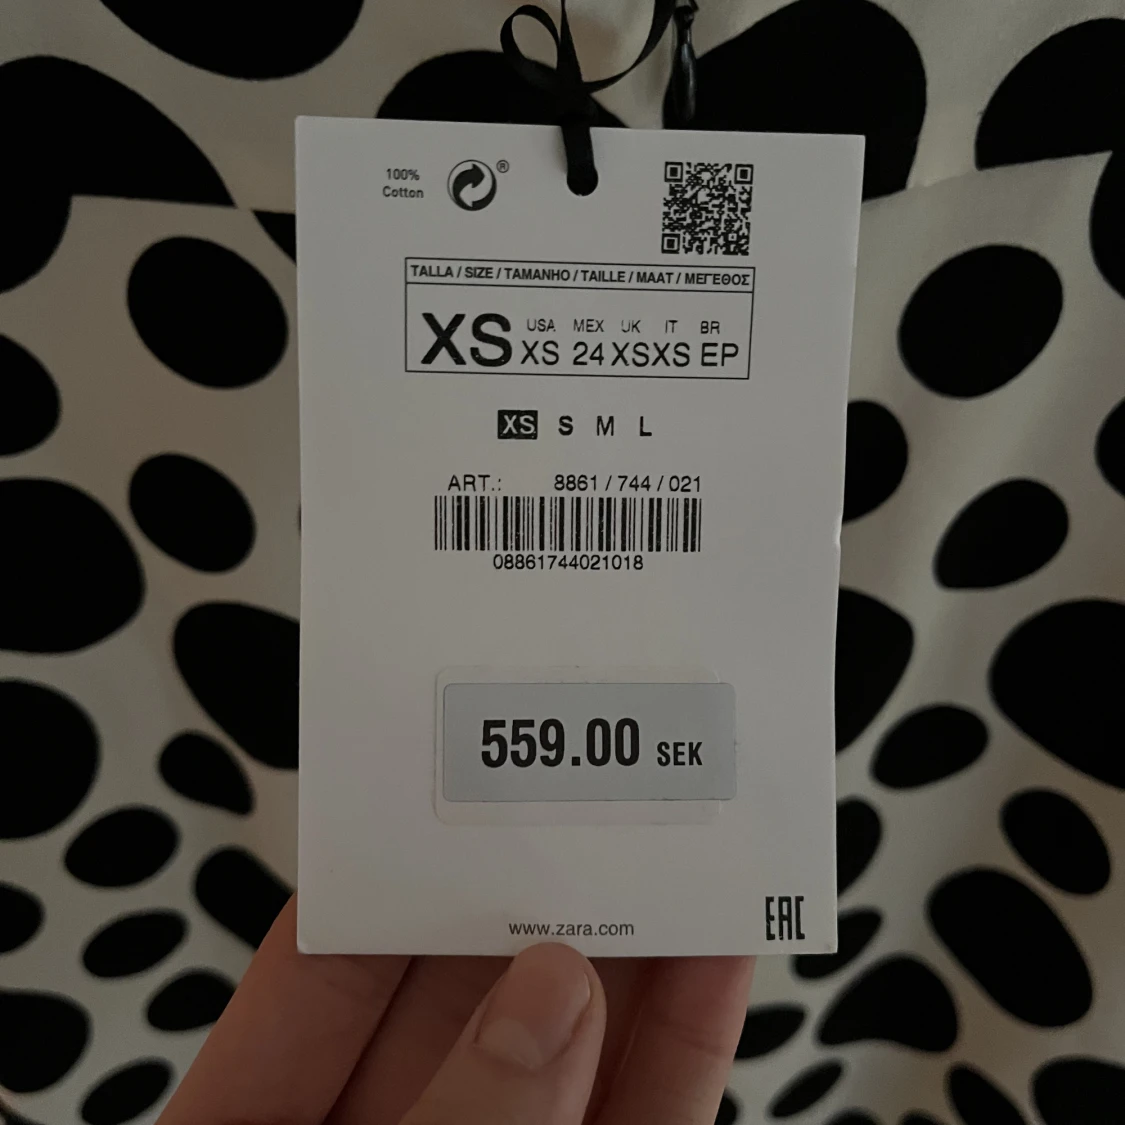 100%
Cotton
®
TALLA / SIZE / TAMANHO / TAILLE / MAAT / ΜΕΓΕΘΟΣ
USA MEX UK IT BR
XS XS 24 XS XS EP
XS S M L
ART.: 8861 / 744 / 021
08861744021018
559.00 SEK
www.zara.com
EAC